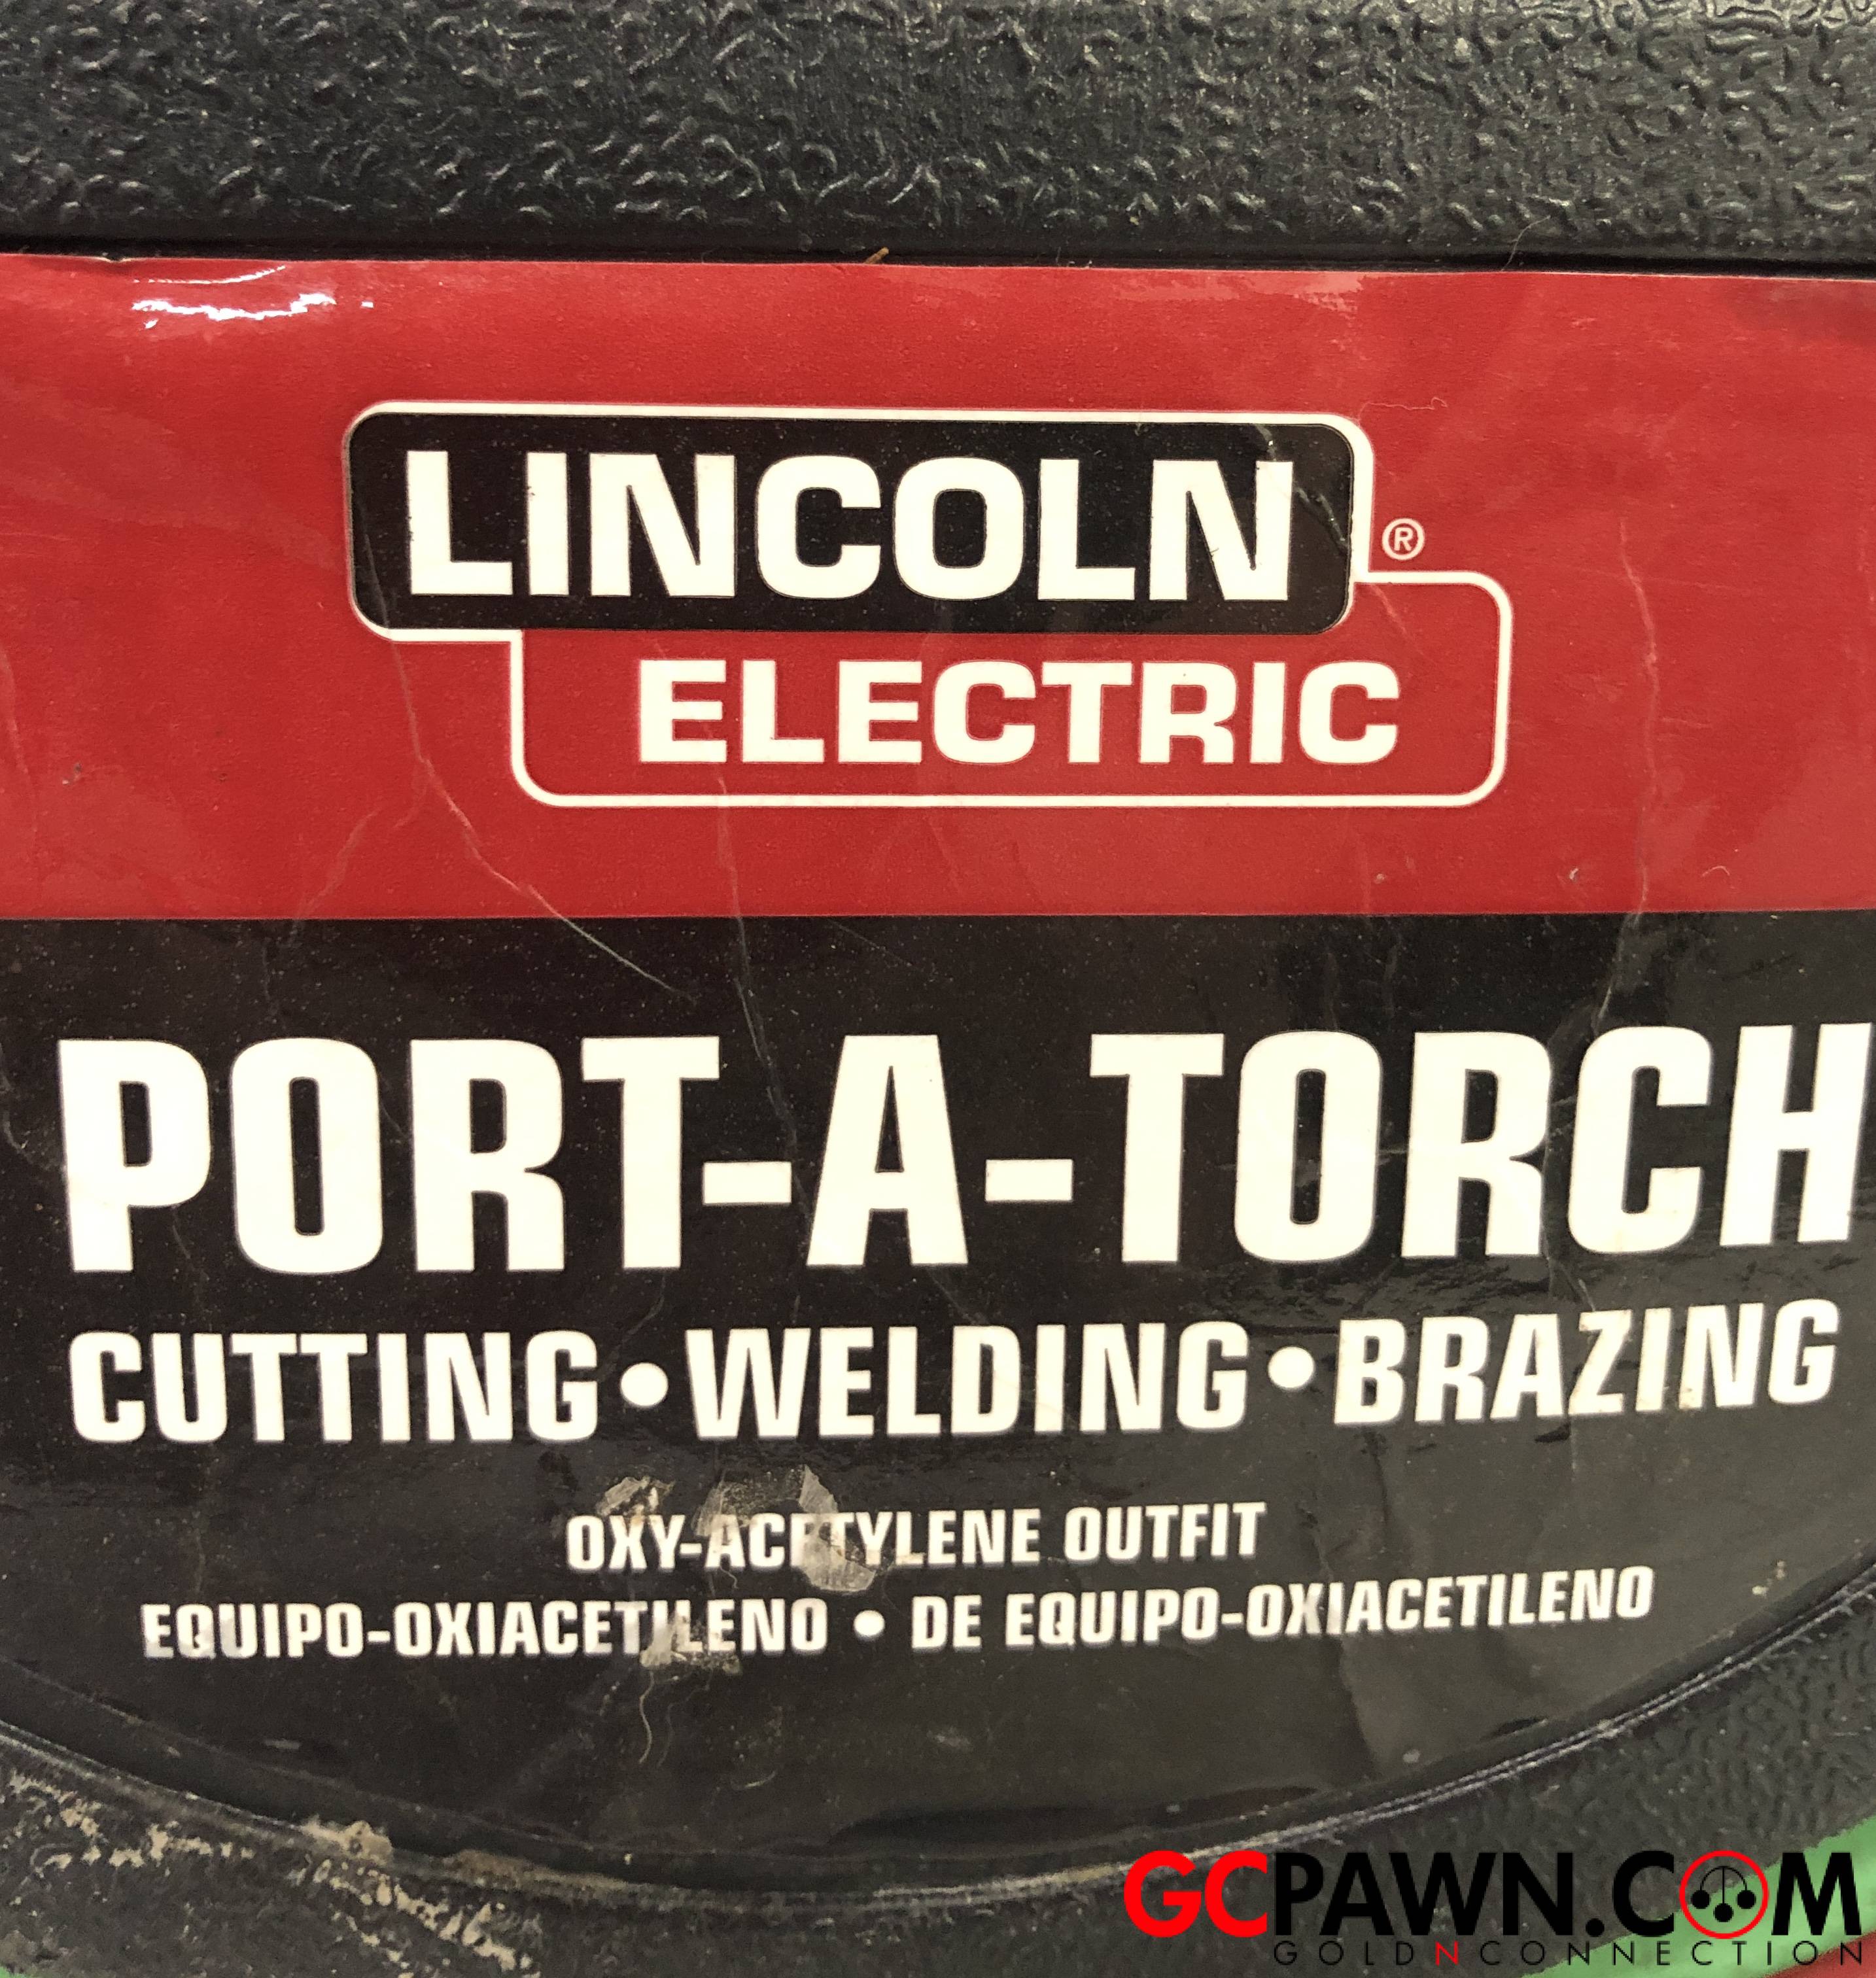 LINCOLN
®
ELECTRIC
PORT-A-TORCH
CUTTING•WELDING•BRAZING
OXY-ACETYLENE OUTFIT
EQUIPO-OXIACETILENO • DE EQUIPO-OXIACETILENO
GCPAWN.COM
GOLDNCONNECTION